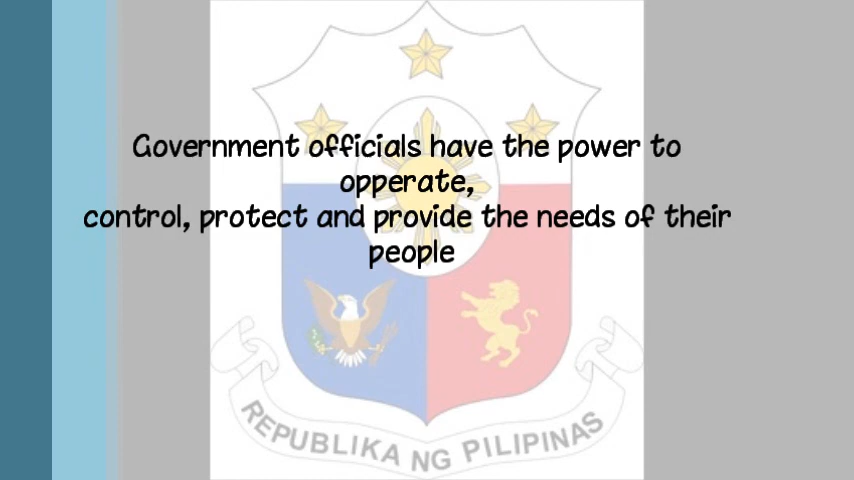 Government officials have the power to
opperate,
control, protect and provide the needs of their
people
REPUBLIKA NG PILIPINAS